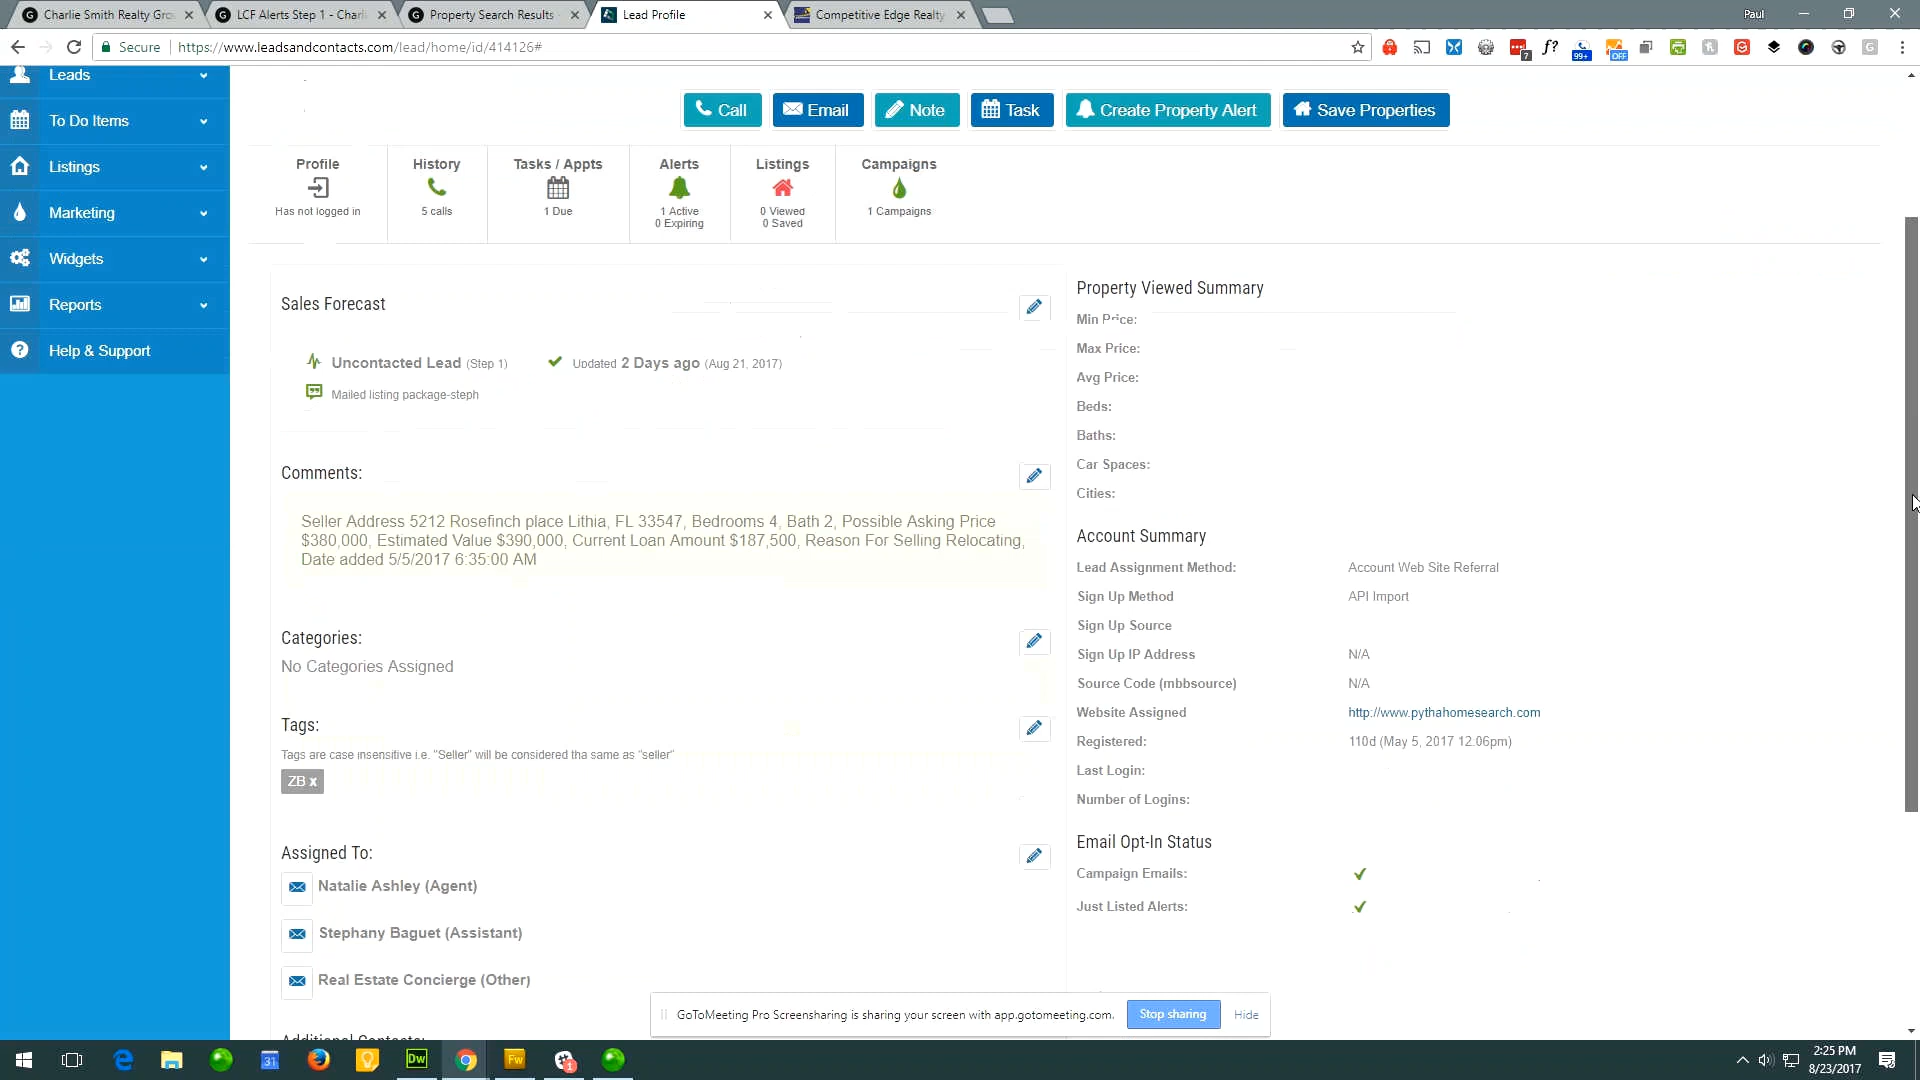 Charlie Smith Realty Gro
LCF Alerts Step 1 - Charli
Property Search Results
Lead Profile
Competitive Edge Realty
Paul
Secure
https://www.leadsandcontacts.com/lead/home/id/414126#
7
f?
99+
OFF
Leads
To Do Items
Listings
Marketing
Widgets
Reports
Help & Support
Call
Email
Note
Task
Create Property Alert
Save Properties
Profile
Has not logged in
History
5 calls
Tasks / Appts
1 Due
Alerts
1 Active
0 Expiring
Listings
0 Viewed
0 Saved
Campaigns
1 Campaigns
Sales Forecast
Uncontacted Lead (Step 1)
Updated 2 Days ago (Aug 21, 2017)
Mailed listing package-steph
Comments:
Seller Address 5212 Rosefinch place Lithia, FL 33547, Bedrooms 4, Bath 2, Possible Asking Price
$380,000, Estimated Value $390,000, Current Loan Amount $187,500, Reason For Selling Relocating,
Date added 5/5/2017 6:35:00 AM
Categories:
No Categories Assigned
Tags:
Tags are case insensitive i.e. "Seller" will be considered tha same as "seller"
ZB x
Assigned To:
Natalie Ashley (Agent)
Stephany Baguet (Assistant)
Real Estate Concierge (Other)
Additional Contacts:
Property Viewed Summary
Min Price:
Max Price:
Avg Price:
Beds:
Baths:
Car Spaces:
Cities:
Account Summary
Lead Assignment Method: Account Web Site Referral
Sign Up Method API Import
Sign Up Source
Sign Up IP Address N/A
Source Code (mbbsource) N/A
Website Assigned http://www.pythahomesearch.com
Registered: 110d (May 5, 2017 12.06pm)
Last Login:
Number of Logins:
Email Opt-In Status
Campaign Emails:
Just Listed Alerts:
GoToMeeting Pro Screensharing is sharing your screen with app.gotomeeting.com.
Stop sharing
Hide
31
Dw
Fw
1
2:25 PM
8/23/2017